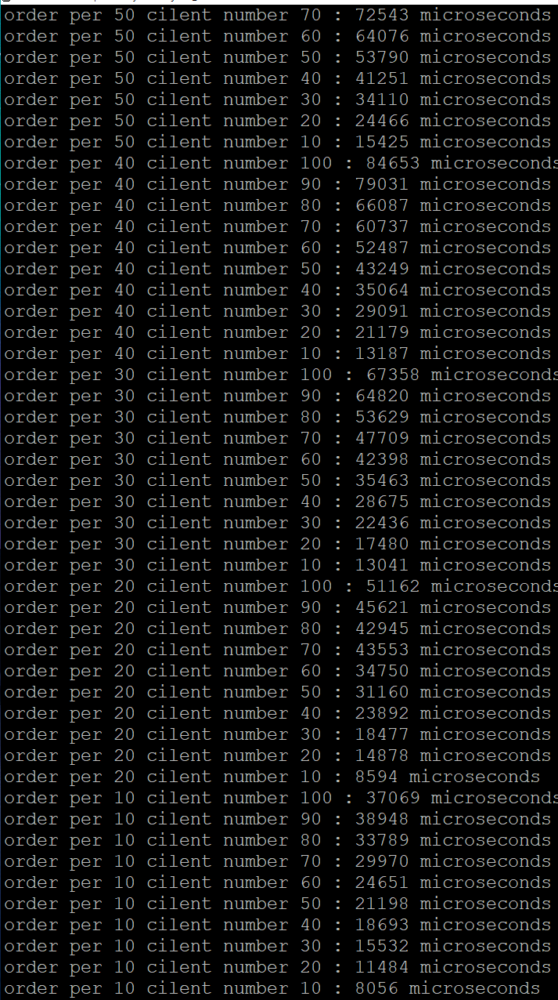 order per 50 cilent number 70 : 72543 microseconds
order per 50 cilent number 60 : 64076 microseconds
order per 50 cilent number 50 : 53790 microseconds
order per 50 cilent number 40 : 41251 microseconds
order per 50 cilent number 30 : 34110 microseconds
order per 50 cilent number 20 : 24466 microseconds
order per 50 cilent number 10 : 15425 microseconds
order per 40 cilent number 100 : 84653 microseconds
order per 40 cilent number 90 : 79031 microseconds
order per 40 cilent number 80 : 66087 microseconds
order per 40 cilent number 70 : 60737 microseconds
order per 40 cilent number 60 : 52487 microseconds
order per 40 cilent number 50 : 43249 microseconds
order per 40 cilent number 40 : 35064 microseconds
order per 40 cilent number 30 : 29091 microseconds
order per 40 cilent number 20 : 21179 microseconds
order per 40 cilent number 10 : 13187 microseconds
order per 30 cilent number 100 : 67358 microseconds
order per 30 cilent number 90 : 64820 microseconds
order per 30 cilent number 80 : 53629 microseconds
order per 30 cilent number 70 : 47709 microseconds
order per 30 cilent number 60 : 42398 microseconds
order per 30 cilent number 50 : 35463 microseconds
order per 30 cilent number 40 : 28675 microseconds
order per 30 cilent number 30 : 22436 microseconds
order per 30 cilent number 20 : 17480 microseconds
order per 30 cilent number 10 : 13041 microseconds
order per 20 cilent number 100 : 51162 microseconds
order per 20 cilent number 90 : 45621 microseconds
order per 20 cilent number 80 : 42945 microseconds
order per 20 cilent number 70 : 43553 microseconds
order per 20 cilent number 60 : 34750 microseconds
order per 20 cilent number 50 : 31160 microseconds
order per 20 cilent number 40 : 23892 microseconds
order per 20 cilent number 30 : 18477 microseconds
order per 20 cilent number 20 : 14878 microseconds
order per 20 cilent number 10 : 8594 microseconds
order per 10 cilent number 100 : 37069 microseconds
order per 10 cilent number 90 : 38948 microseconds
order per 10 cilent number 80 : 33789 microseconds
order per 10 cilent number 70 : 29970 microseconds
order per 10 cilent number 60 : 24651 microseconds
order per 10 cilent number 50 : 21198 microseconds
order per 10 cilent number 40 : 18693 microseconds
order per 10 cilent number 30 : 15532 microseconds
order per 10 cilent number 20 : 11484 microseconds
order per 10 cilent number 10 : 8056 microseconds